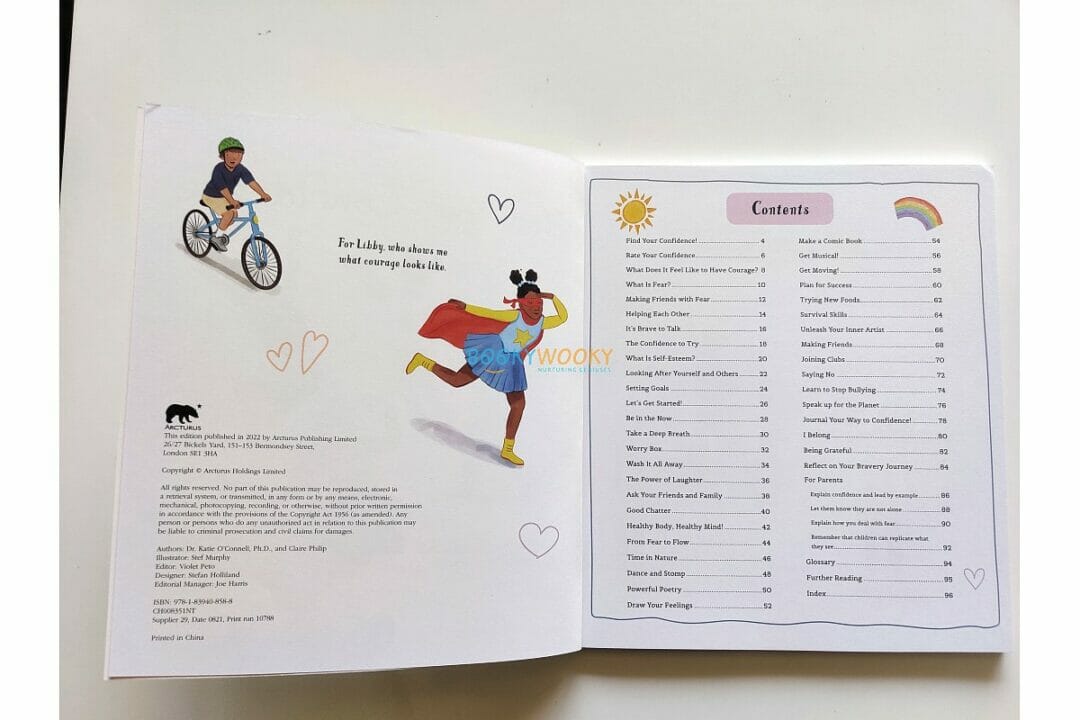 For Libby, who shows me
what courage looks like.
BOOKYWOOKY
NURTURING GENIUSES
ARCTURUS
This edition published in 2022 by Arcturus Publishing Limited
26/27 Bickels Yard, 151–153 Bermondsey Street,
London SE1 3HA
Copyright © Arcturus Holdings Limited
All rights reserved. No part of this publication may be reproduced, stored in
a retrieval system, or transmitted, in any form or by any means, electronic,
mechanical, photocopying, recording, or otherwise, without prior written permission
in accordance with the provisions of the Copyright Act 1956 (as amended). Any
person or persons who do any unauthorized act in relation to this publication may
be liable to criminal prosecution and civil claims for damages.
Authors: Dr. Katie O'Connell, Ph.D., and Claire Philip
Illustrator: Stef Murphy
Editor: Violet Peto
Designer: Stefan Holliland
Editorial Manager: Joe Harris
ISBN: 978-1-83940-858-8
CH008351NT
Supplier 29, Date 0821, Print run 10788
Printed in China
Contents
Find Your Confidence! 4
Rate Your Confidence 6
What Does It Feel Like to Have Courage? 8
What Is Fear? 10
Making Friends with Fear 12
Helping Each Other 14
It's Brave to Talk 16
The Confidence to Try 18
What Is Self-Esteem? 20
Looking After Yourself and Others 22
Setting Goals 24
Let's Get Started! 26
Be in the Now 28
Take a Deep Breath 30
Worry Box 32
Wash It All Away 34
The Power of Laughter 36
Ask Your Friends and Family 38
Good Chatter 40
Healthy Body, Healthy Mind! 42
From Fear to Flow 44
Time in Nature 46
Dance and Stomp 48
Powerful Poetry 50
Draw Your Feelings 52
Make a Comic Book 54
Get Musical! 56
Get Moving! 58
Plan for Success 60
Trying New Foods 62
Survival Skills 64
Unleash Your Inner Artist 66
Making Friends 68
Joining Clubs 70
Saying No 72
Learn to Stop Bullying 74
Speak up for the Planet 76
Journal Your Way to Confidence! 78
I Belong 80
Being Grateful 82
Reflect on Your Bravery Journey 84
For Parents
Explain confidence and lead by example 86
Let them know they are not alone 88
Explain how you deal with fear 90
Remember that children can replicate what
they see 92
Glossary 94
Further Reading 95
Index 96